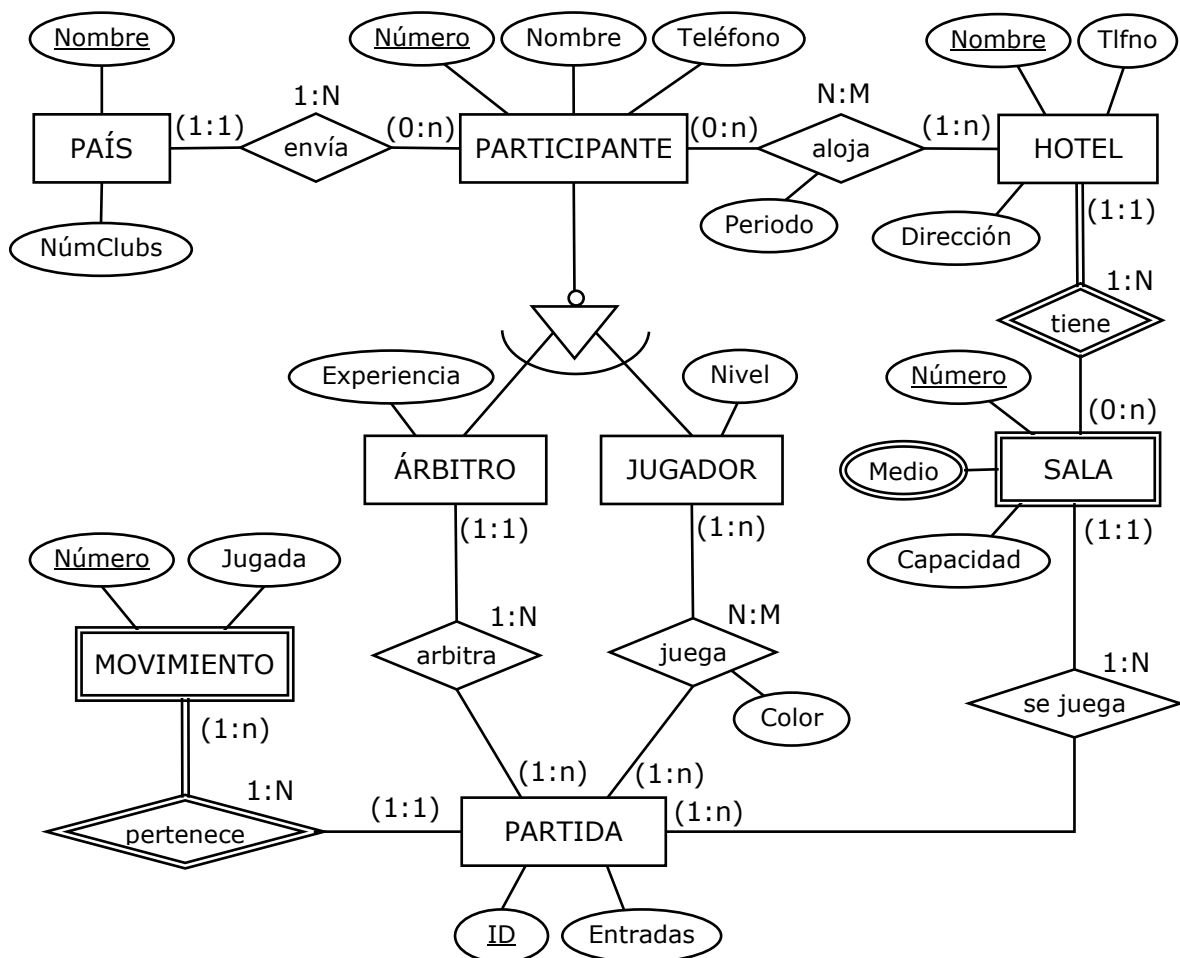 Nombre
Número
Nombre
Teléfono
Nombre
Tlfno
1:N
N:M
(1:1)
(0:n)
(0:n)
(1:n)
PAÍS
envía
PARTICIPANTE
aloja
HOTEL
(1:1)
NúmClubs
Periodo
Dirección
1:N
tiene
Experiencia
Nivel
Número
(0:n)
ÁRBITRO
JUGADOR
Medio
SALA
(1:1)
(1:n)
(1:1)
Número
Jugada
Capacidad
1:N
N:M
MOVIMIENTO
arbitra
juega
1:N
(1:n)
Color
se juega
1:N
(1:1)
(1:n)
(1:n)
(1:n)
pertenece
PARTIDA
ID
Entradas